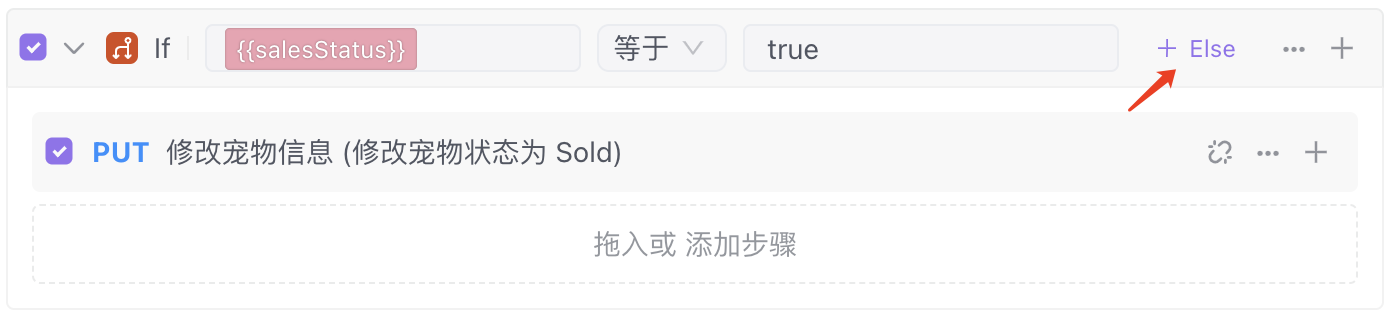 If {{salesStatus}} 等于 true + Else
PUT 修改宠物信息 (修改宠物状态为 Sold)
拖入或 添加步骤